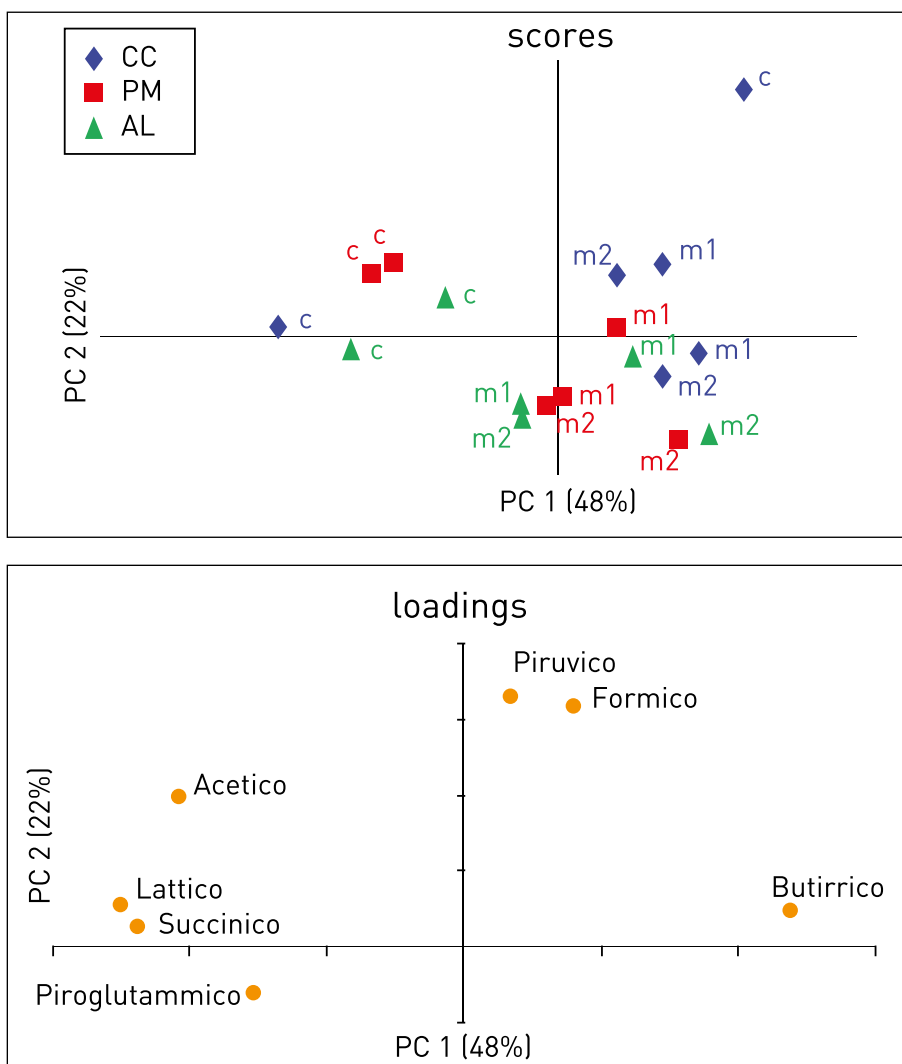 scores
CC
PM
AL
c
c
c
m2
m1
c
c
m1
c
m1
m1
m2
m1
m1
m2
m2
m2
m2
PC 2 (22%)
PC 1 (48%)
loadings
Piruvico
Formico
Acetico
Lattico
Butirrico
Succinico
Piroglutammico
PC 2 (22%)
PC 1 (48%)